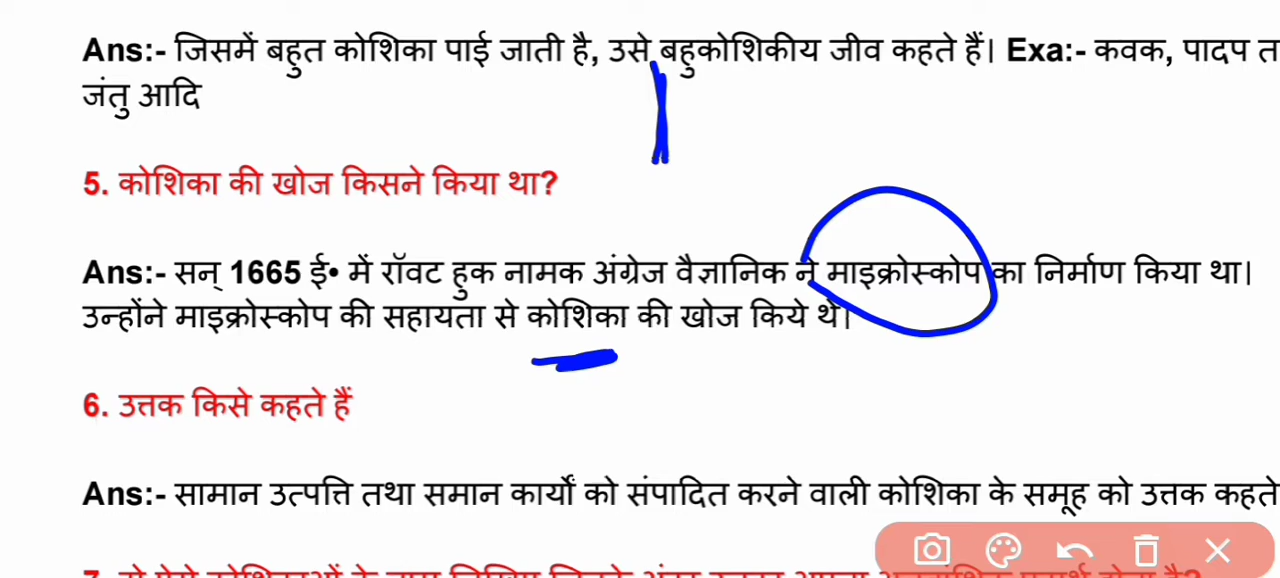 Ans:- जिसमें बहुत कोशिका पाई जाती है, उसे बहुकोशिकीय जीव कहते हैं। Exa:- कवक, पादप त
जंतु आदि
5. कोशिका की खोज किसने किया था?
Ans:- सन् 1665 ई• में रॉवट हुक नामक अंग्रेज वैज्ञानिक ने माइक्रोस्कोप का निर्माण किया था।
उन्होंने माइक्रोस्कोप की सहायता से कोशिका की खोज किये थे।
6. उत्तक किसे कहते हैं
Ans:- सामान उत्पत्ति तथा समान कार्यों को संपादित करने वाली कोशिका के समूह को उत्तक कहते